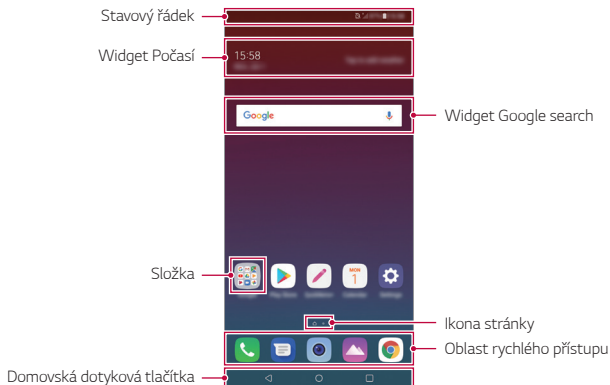 Stavový řádek
Widget Počasí
15:58
Google
Widget Google search
MON
1
Složka
Ikona stránky
Oblast rychlého přístupu
Domovská dotyková tlačítka